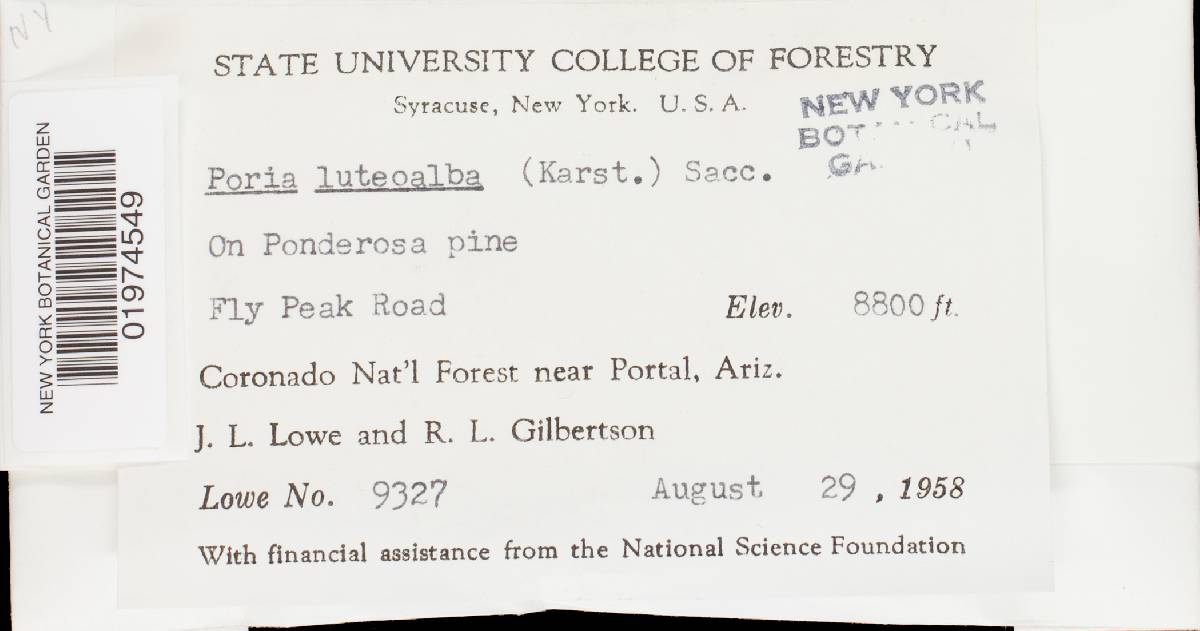 NY
STATE UNIVERSITY COLLEGE OF FORESTRY
Syracuse, New York. U. S. A.
NEW YORK
BOTANICAL
GARDEN
Poria luteoalba (Karst.) Sacc.
On Ponderosa pine
Fly Peak Road Elev. 8800 ft.
Coronado Nat'l Forest near Portal, Ariz.
J. L. Lowe and R. L. Gilbertson
Lowe No. 9327 August 29, 1958
With financial assistance from the National Science Foundation
NEW YORK BOTANICAL GARDEN
01974549